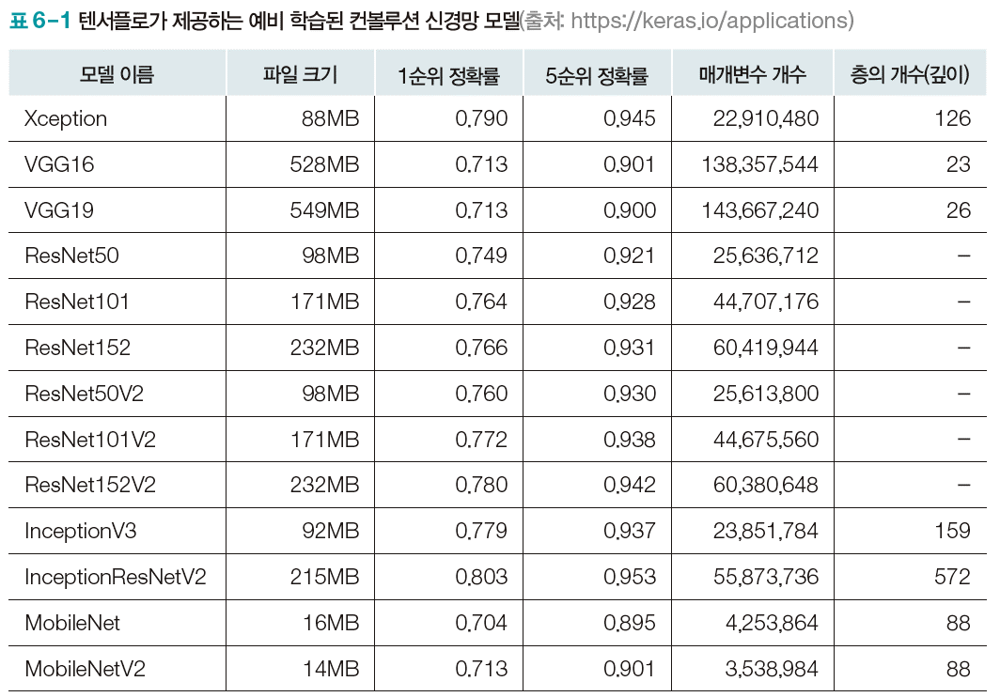 표 6-1 텐서플로가 제공하는 예비 학습된 컨볼루션 신경망 모델(출처: https://keras.io/applications)
모델 이름 파일 크기 1순위 정확률 5순위 정확률 매개변수 개수 층의 개수(깊이)
Xception 88MB 0.790 0.945 22,910,480 126
VGG16 528MB 0.713 0.901 138,357,544 23
VGG19 549MB 0.713 0.900 143,667,240 26
ResNet50 98MB 0.749 0.921 25,636,712 –
ResNet101 171MB 0.764 0.928 44,707,176 –
ResNet152 232MB 0.766 0.931 60,419,944 –
ResNet50V2 98MB 0.760 0.930 25,613,800 –
ResNet101V2 171MB 0.772 0.938 44,675,560 –
ResNet152V2 232MB 0.780 0.942 60,380,648 –
InceptionV3 92MB 0.779 0.937 23,851,784 159
InceptionResNetV2 215MB 0.803 0.953 55,873,736 572
MobileNet 16MB 0.704 0.895 4,253,864 88
MobileNetV2 14MB 0.713 0.901 3,538,984 88